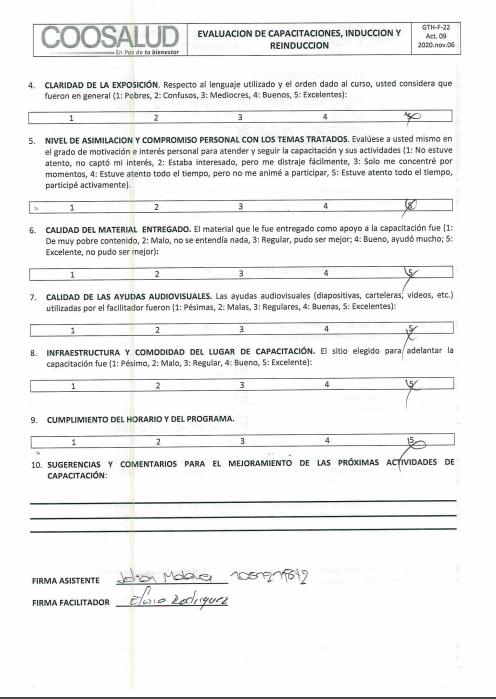 COOSALUD
En Pos de tu bienestar
EVALUACION DE CAPACITACIONES, INDUCCION Y
REINDUCCION
GTH-F-22
Act. 09
2020.nov.06
4. CLARIDAD DE LA EXPOSICIÓN. Respecto al lenguaje utilizado y el orden dado al curso, usted considera que
fueron en general (1: Pobres, 2: Confusos, 3: Mediocres, 4: Buenos, 5: Excelentes):
1 2 3 4 5
5. NIVEL DE ASIMILACION Y COMPROMISO PERSONAL CON LOS TEMAS TRATADOS. Evalúese a usted mismo en
el grado de motivación e interés personal para atender y seguir la capacitación y sus actividades (1: No estuve
atento, no captó mi interés, 2: Estaba interesado, pero me distraje fácilmente, 3: Solo me concentré por
momentos, 4: Estuve atento todo el tiempo, pero no me animé a participar, 5: Estuve atento todo el tiempo,
participé activamente).
1 2 3 4 5
6. CALIDAD DEL MATERIAL ENTREGADO. El material que le fue entregado como apoyo a la capacitación fue (1:
De muy pobre contenido, 2: Malo, no se entendía nada, 3: Regular, pudo ser mejor; 4: Bueno, ayudó mucho; 5:
Excelente, no pudo ser mejor):
1 2 3 4 5
7. CALIDAD DE LAS AYUDAS AUDIOVISUALES. Las ayudas audiovisuales (diapositivas, carteleras, videos, etc.)
utilizadas por el facilitador fueron (1: Pésimas, 2: Malas, 3: Regulares, 4: Buenas, 5: Excelentes):
1 2 3 4 5
8. INFRAESTRUCTURA Y COMODIDAD DEL LUGAR DE CAPACITACIÓN. El sitio elegido para adelantar la
capacitación fue (1: Pésimo, 2: Malo, 3: Regular, 4: Bueno, 5: Excelente):
1 2 3 4 5
9. CUMPLIMIENTO DEL HORARIO Y DEL PROGRAMA.
1 2 3 4 5
10. SUGERENCIAS Y COMENTARIOS PARA EL MEJORAMIENTO DE LAS PRÓXIMAS ACTIVIDADES DE
CAPACITACIÓN:
FIRMA ASISTENTE
FIRMA FACILITADOR Rodriguez